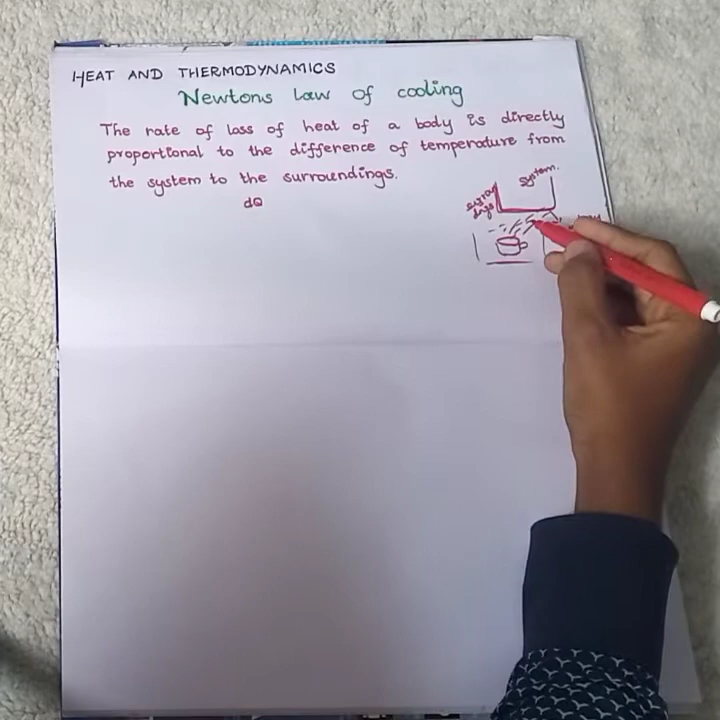 HEAT AND THERMODYNAMICS
Newtons law of cooling
The rate of loss of heat of a body is directly
proportional to the difference of temperature from
the system to the surroundings.
dQ
system.